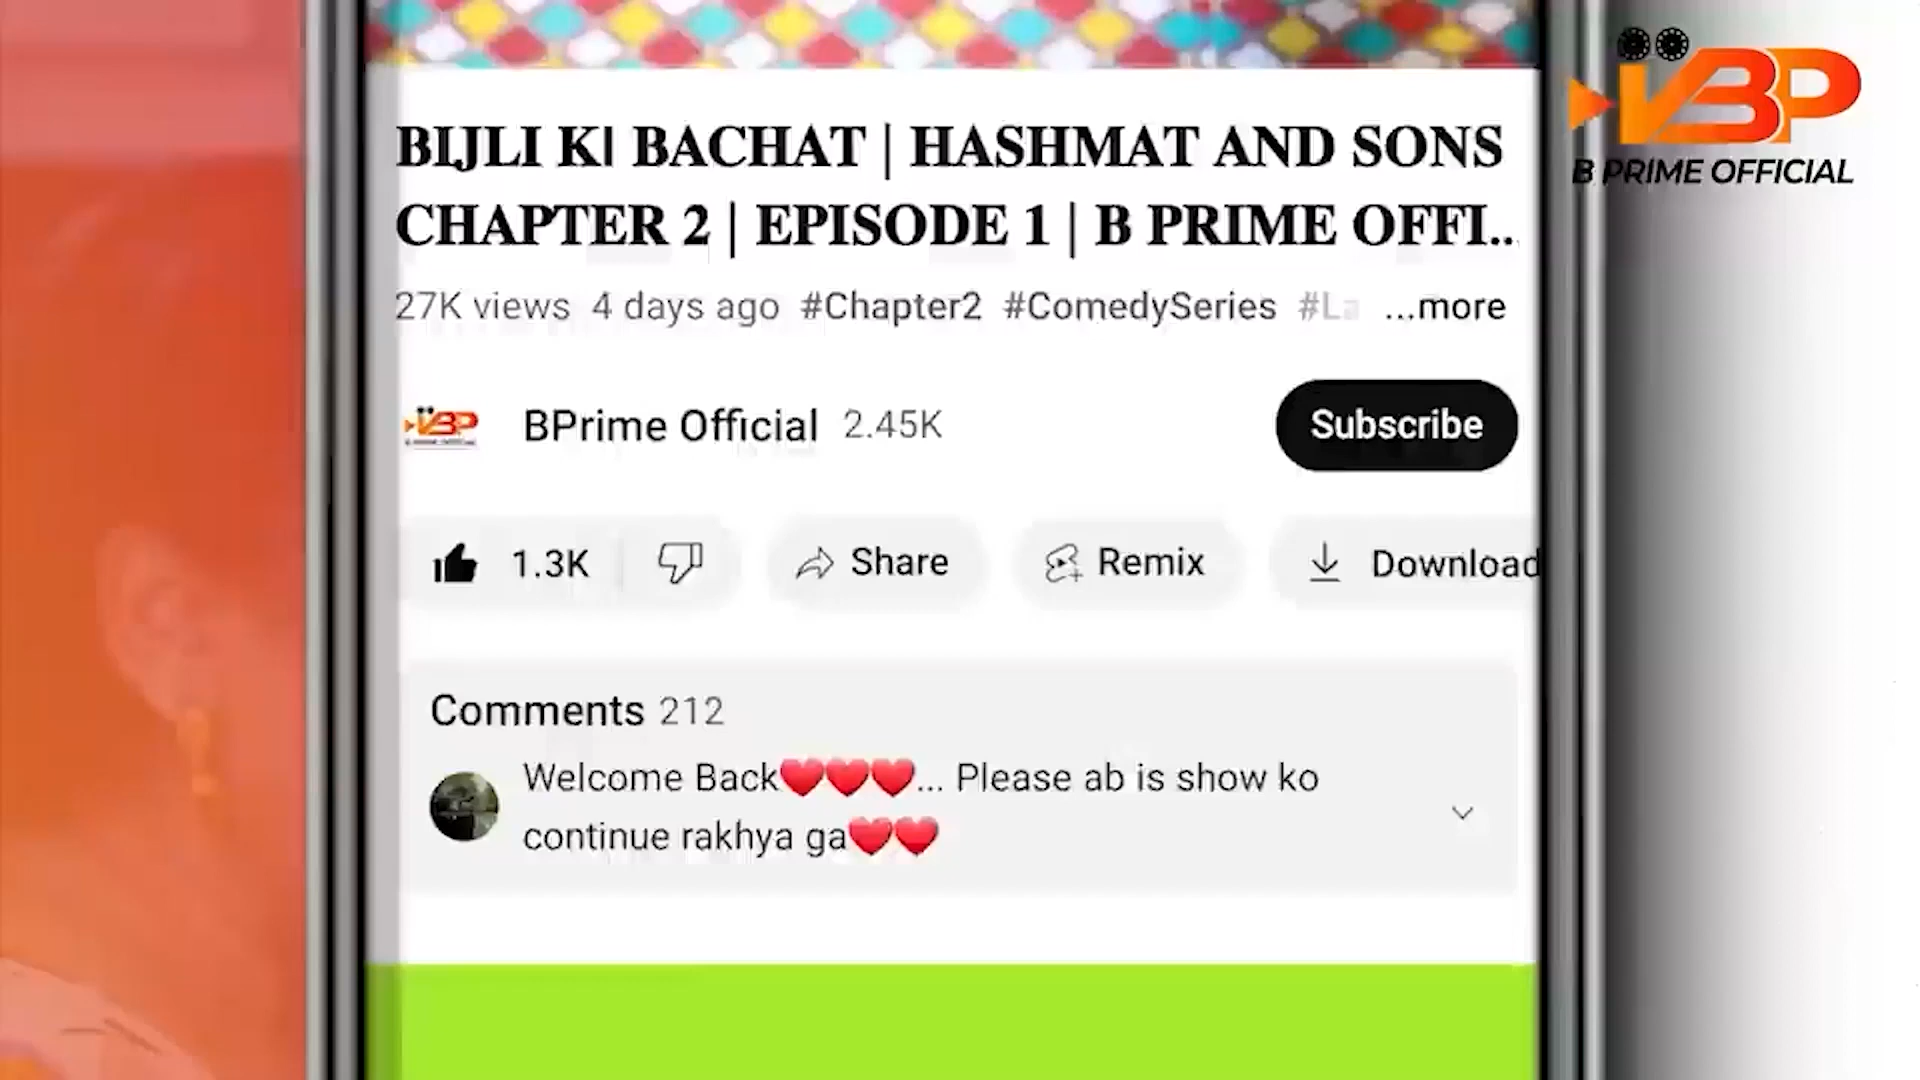 BIJLI KI BACHAT | HASHMAT AND SONS
CHAPTER 2 | EPISODE 1 | B PRIME OFFI..
27K views 4 days ago #Chapter2 #ComedySeries #La ...more
BPrime Official 2.45K
Subscribe
1.3K
Share
Remix
Download
Comments 212
Welcome Back❤️❤️❤️... Please ab is show ko
continue rakhya ga❤️❤️
VBP
B PRIME OFFICIAL